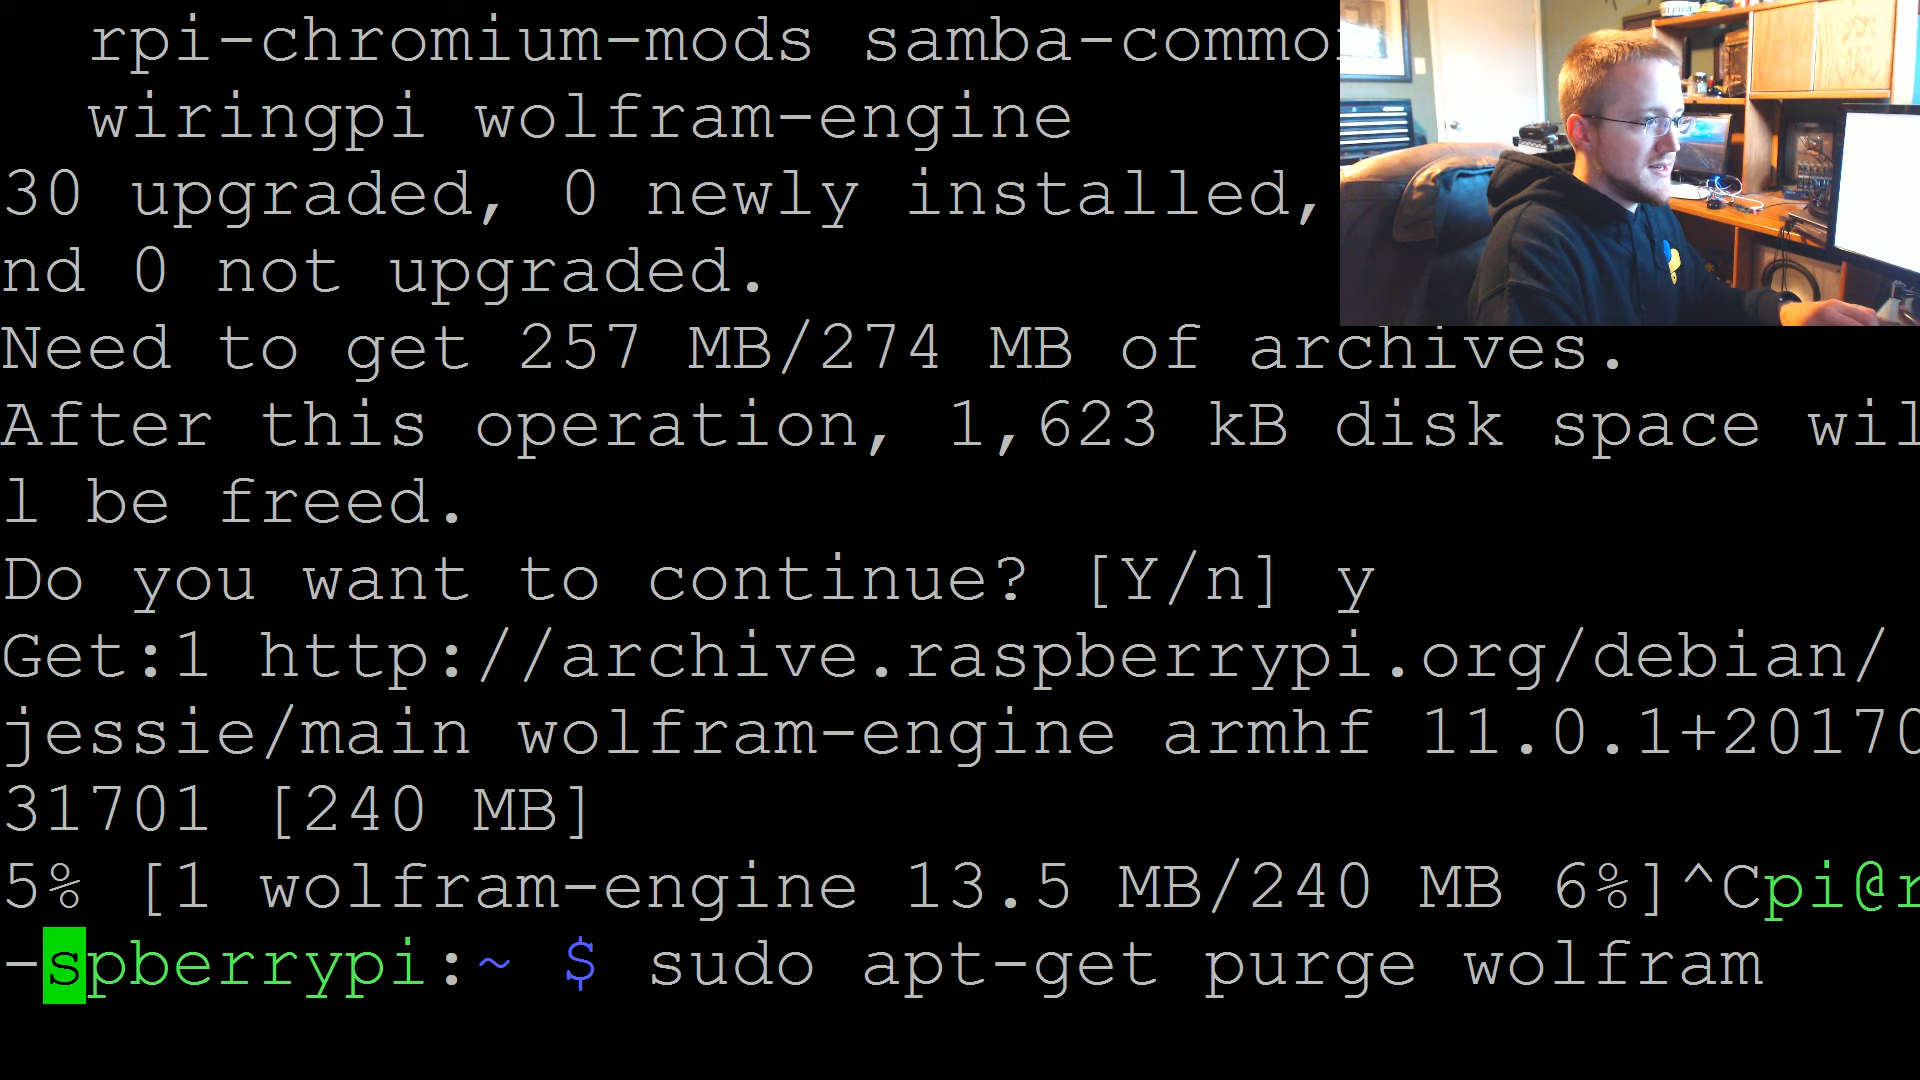 rpi-chromium-mods samba-commo
wiringpi wolfram-engine
30 upgraded, 0 newly installed,
nd 0 not upgraded.
Need to get 257 MB/274 MB of archives.
After this operation, 1,623 kB disk space wil
l be freed.
Do you want to continue? [Y/n] y
Get:1 http://archive.raspberrypi.org/debian/
jessie/main wolfram-engine armhf 11.0.1+20170
31701 [240 MB]
5% [1 wolfram-engine 13.5 MB/240 MB 6%]^Cpi@r
-spberrypi:~ $ sudo apt-get purge wolfram